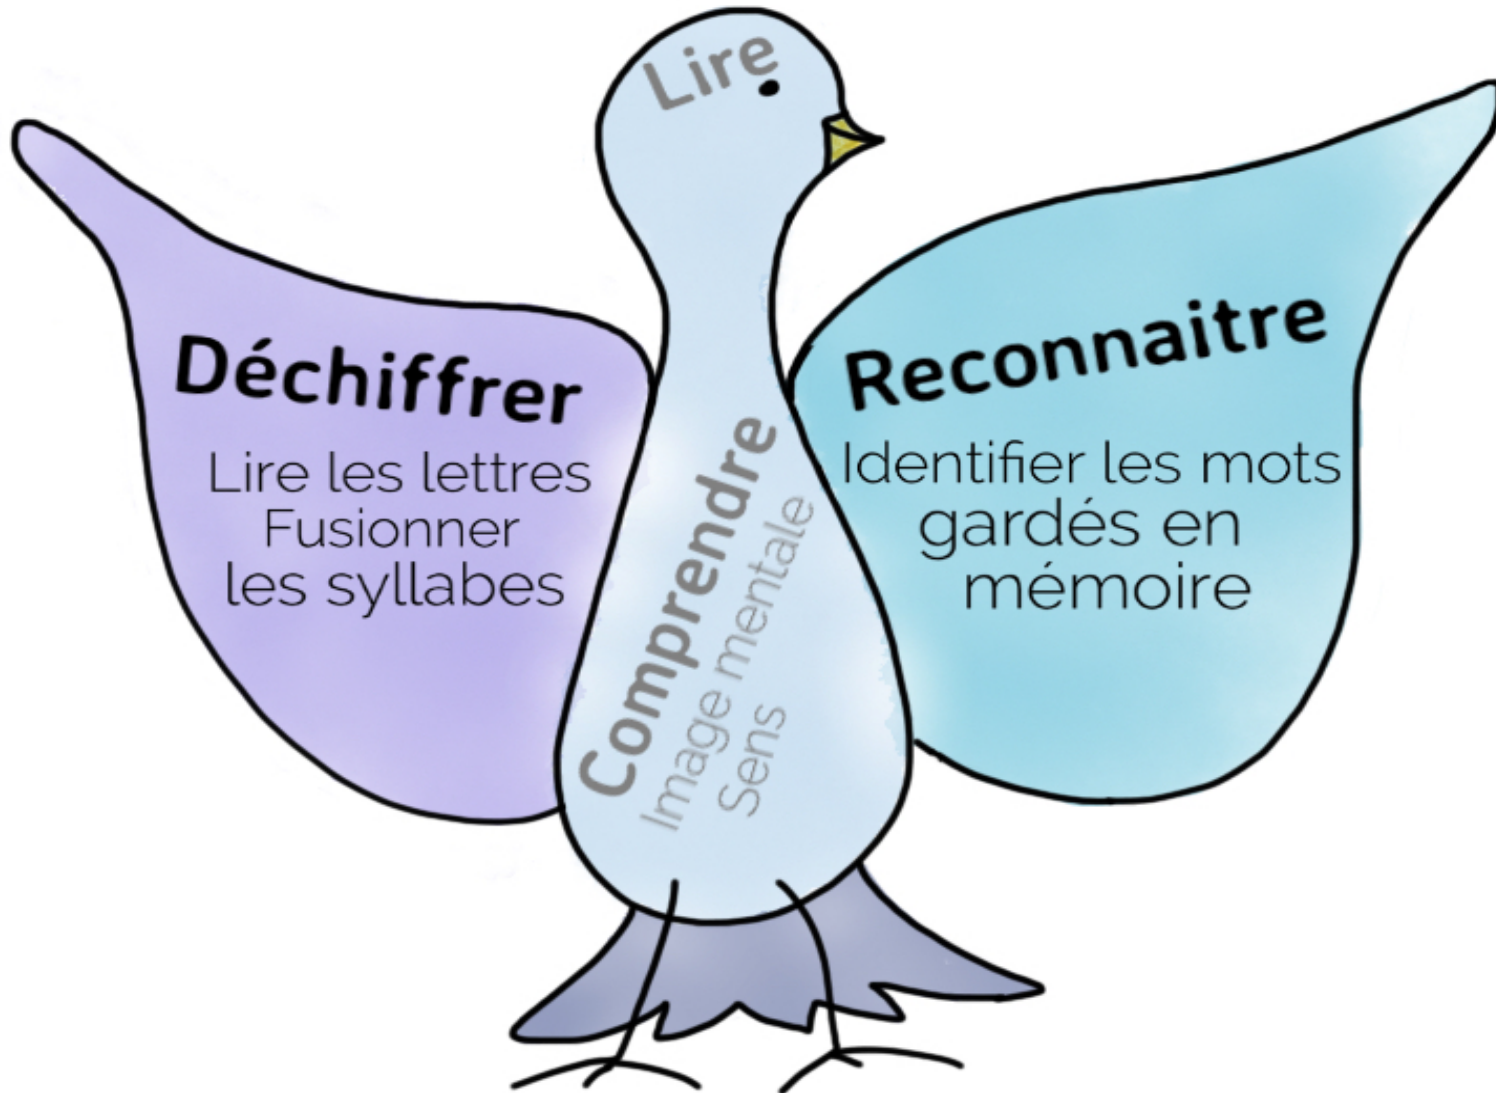 Lire
Déchiffrer
Lire les lettres
Fusionner
les syllabes
Comprendre
Image mentale
Sens
Reconnaitre
Identifier les mots
gardés en
mémoire